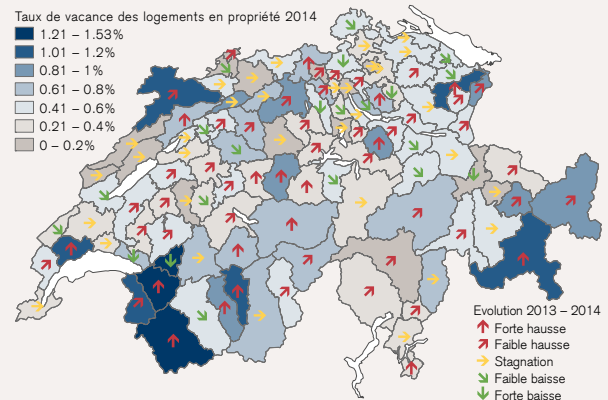 Taux de vacance des logements en propriété 2014
1.21 – 1.53%
1.01 – 1.2%
0.81 – 1%
0.61 – 0.8%
0.41 – 0.6%
0.21 – 0.4%
0 – 0.2%
Evolution 2013 – 2014
Forte hausse
Faible hausse
Stagnation
Faible baisse
Forte baisse